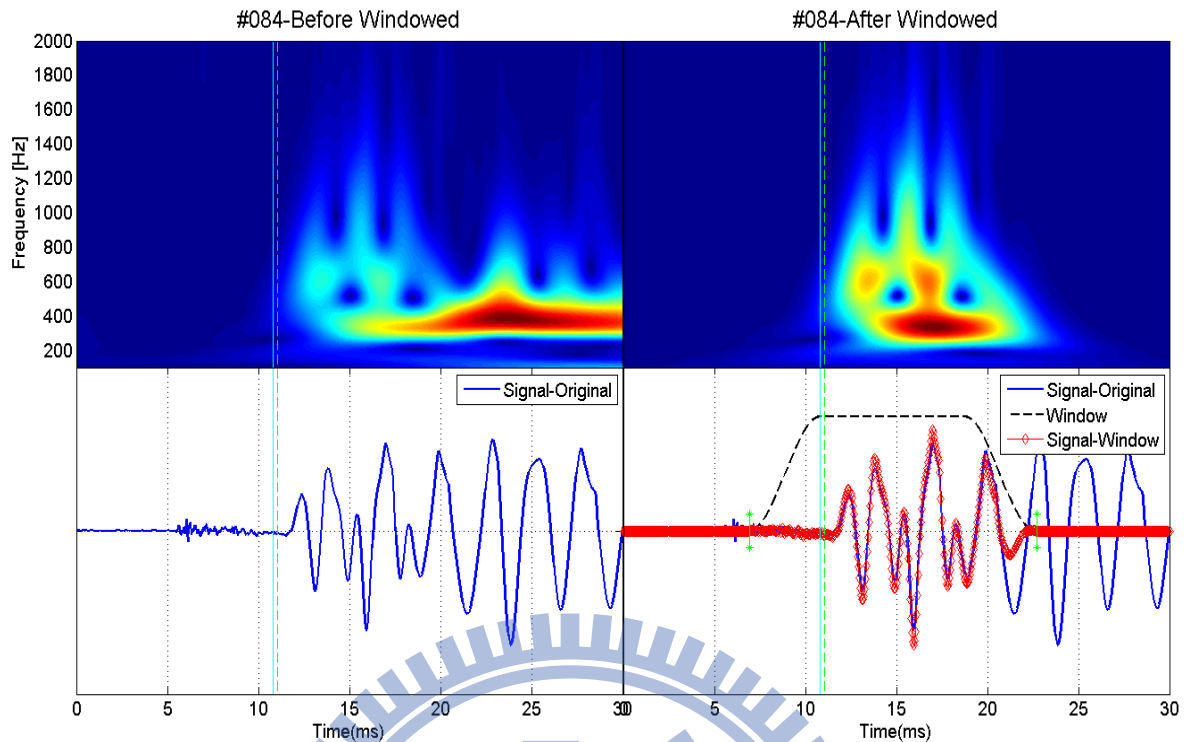 #084-Before Windowed
#084-After Windowed
Frequency [Hz]
2000
1800
1600
1400
1200
1000
800
600
400
200
Signal-Original
Signal-Original
Window
Signal-Window
0 5 10 15 20 25 30
0 5 10 15 20 25 30
Time(ms)
Time(ms)